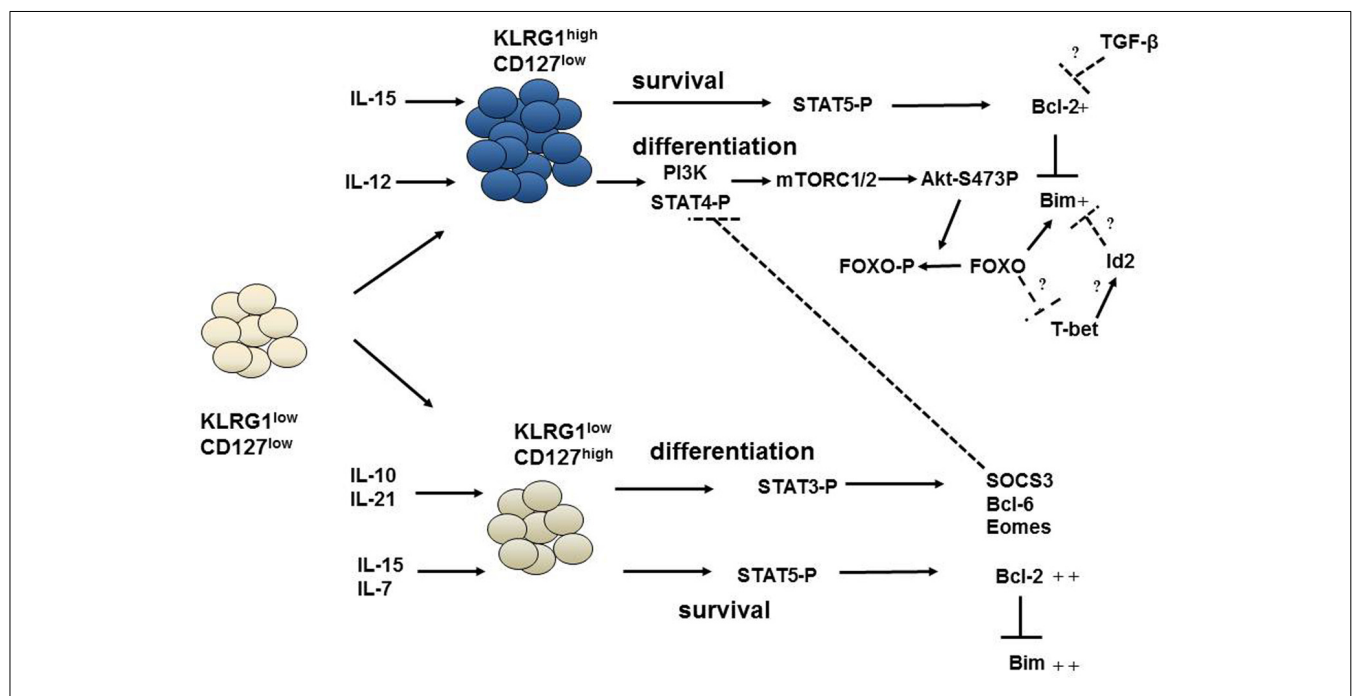 KLRG1high
CD127low
TGF-β
?
IL-15
survival
STAT5-P
Bcl-2+
differentiation
IL-12
PI3K
mTORC1/2
Akt-S473P
STAT4-P
Bim+
?
FOXO-P
FOXO
Id2
?
?
T-bet
KLRG1low
CD127low
KLRG1low
CD127high
differentiation
IL-10
IL-21
STAT3-P
SOCS3
Bcl-6
Eomes
IL-15
IL-7
STAT5-P
Bcl-2 ++
survival
Bim ++